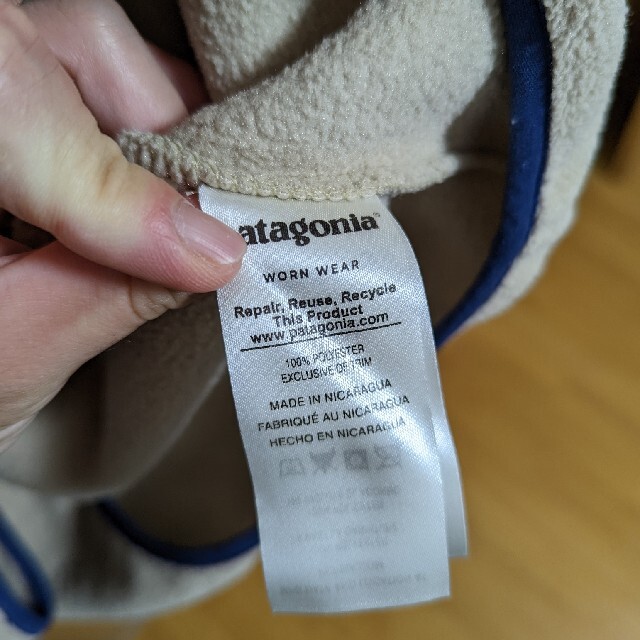 patagonia
WORN WEAR
Repair, Reuse, Recycle
This Product
www.patagonia.com
100% POLYESTER
EXCLUSIVE OF TRIM
MADE IN NICARAGUA
FABRIQUÉ AU NICARAGUA
HECHO EN NICARAGUA